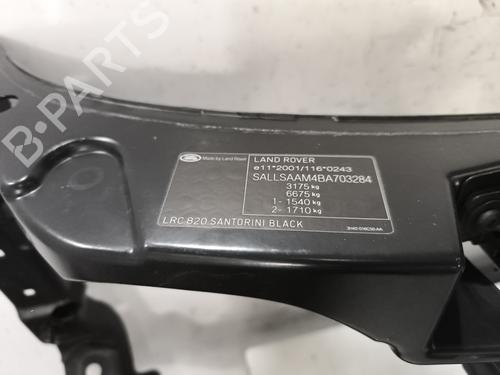 B-PARTS
Made by Land Rover
LAND ROVER
e11*2001/116*0243
SALLSAAM4BA703284
3175 kg
6675 kg
1- 1540 kg
2- 1710 kg
LRC 820 SANTORINI BLACK